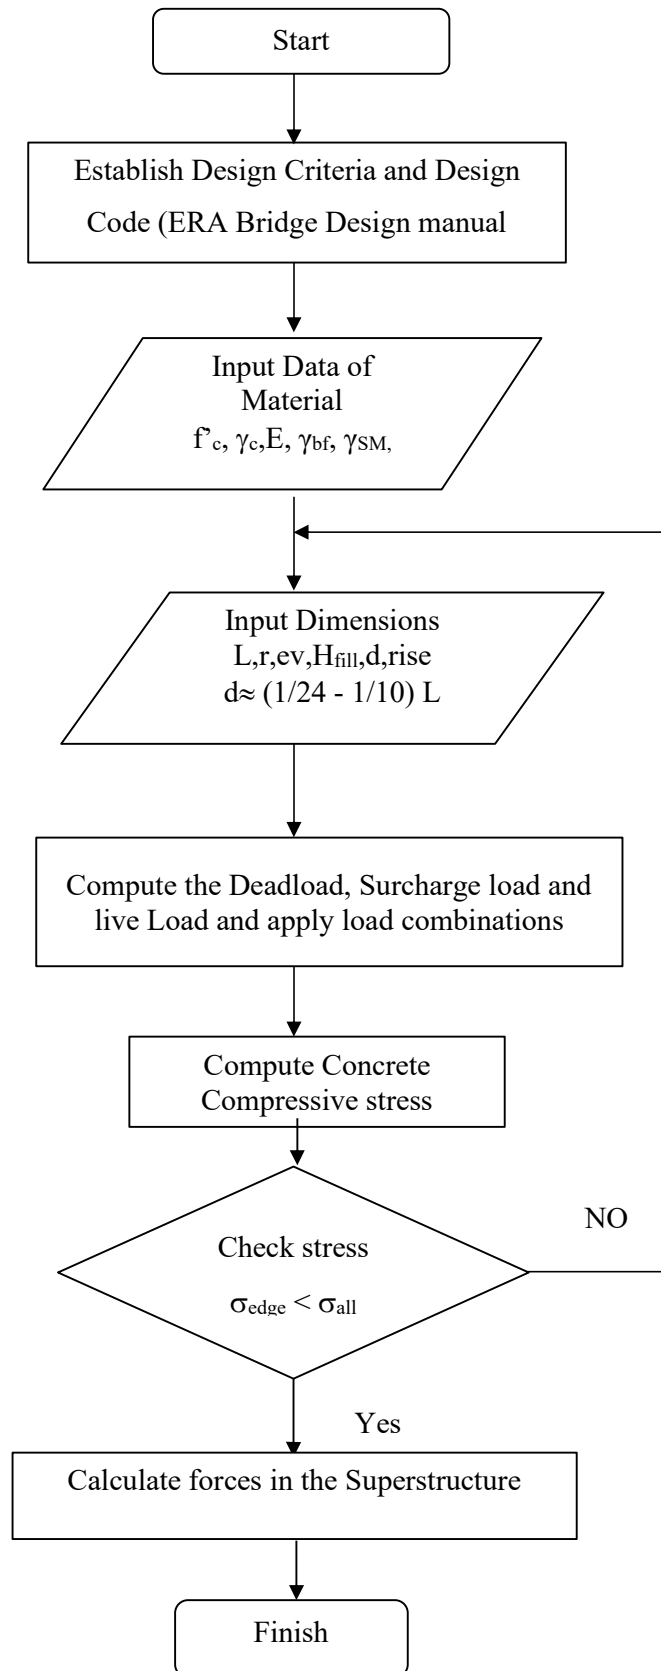 Start
Establish Design Criteria and Design
Code (ERA Bridge Design manual
Input Data of
Material
f’c, γc,E, γbf, γSM,
Input Dimensions
L,r,ev,Hfill,d,rise
d≈ (1/24 - 1/10) L
Compute the Deadload, Surcharge load and
live Load and apply load combinations
Compute Concrete
Compressive stress
NO
Check stress
σedge < σall
Yes
Calculate forces in the Superstructure
Finish